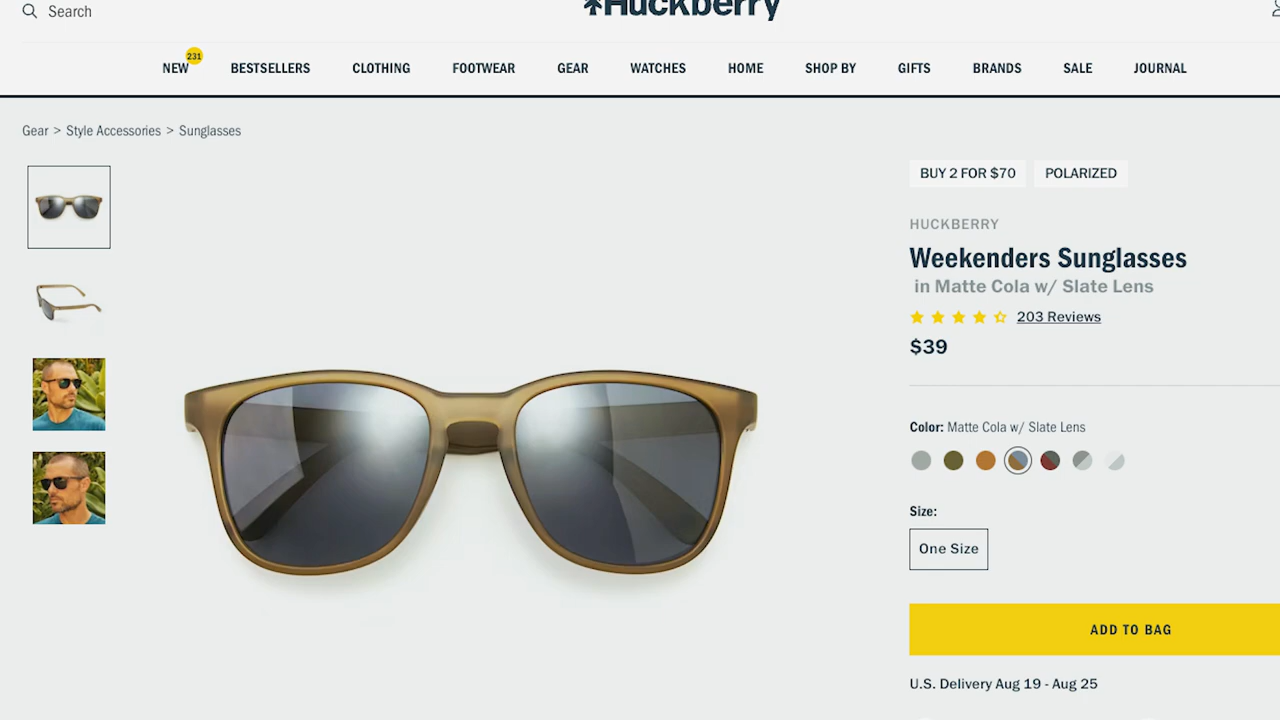 Search
Huckberry
231
NEW BESTSELLERS CLOTHING FOOTWEAR GEAR WATCHES HOME SHOP BY GIFTS BRANDS SALE JOURNAL
Gear > Style Accessories > Sunglasses
BUY 2 FOR $70 POLARIZED
HUCKBERRY
Weekenders Sunglasses
in Matte Cola w/ Slate Lens
203 Reviews
$39
Color: Matte Cola w/ Slate Lens
Size:
One Size
ADD TO BAG
U.S. Delivery Aug 19 - Aug 25